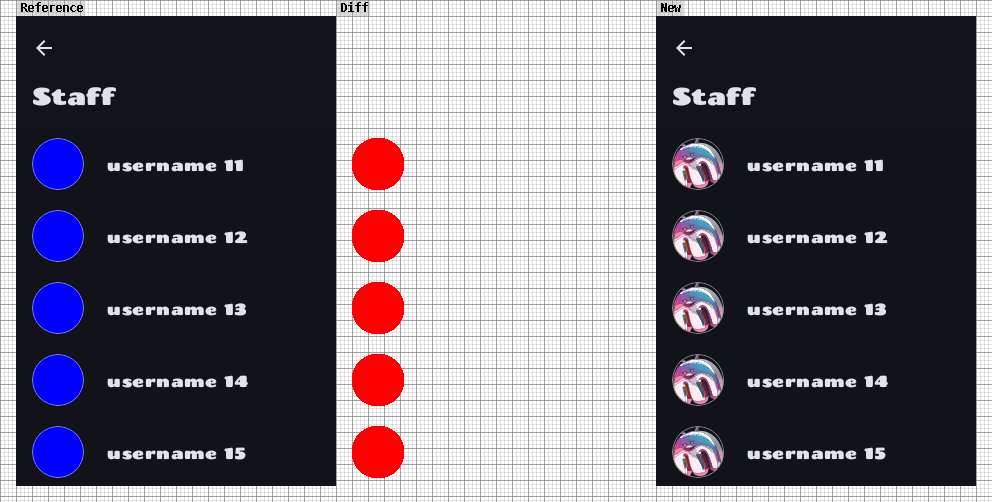 Reference
Diff
New
Staff
username 11
username 12
username 13
username 14
username 15
Staff
username 11
username 12
username 13
username 14
username 15